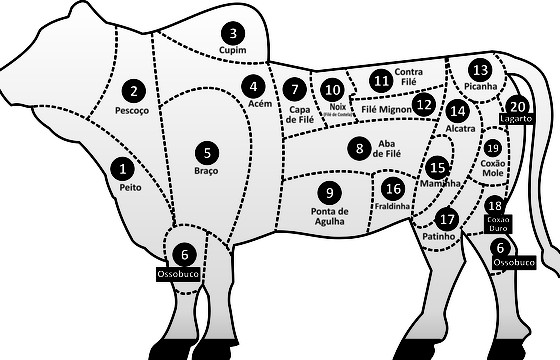 3
Cupim
2
Pescoço
4
Acém
7
Capa
de Filé
10
Noix
11
Contra
Filé
Filé Mignon
12
13
Picanha
14
Alcatra
20
Lagarto
1
Peito
5
Braço
8
Aba
de Filé
15
Maminha
19
Coxão
Mole
9
Ponta de
Agulha
16
Fraldinha
17
Patinho
18
Coxão
Duro
6
Ossobuco
6
Ossobuco